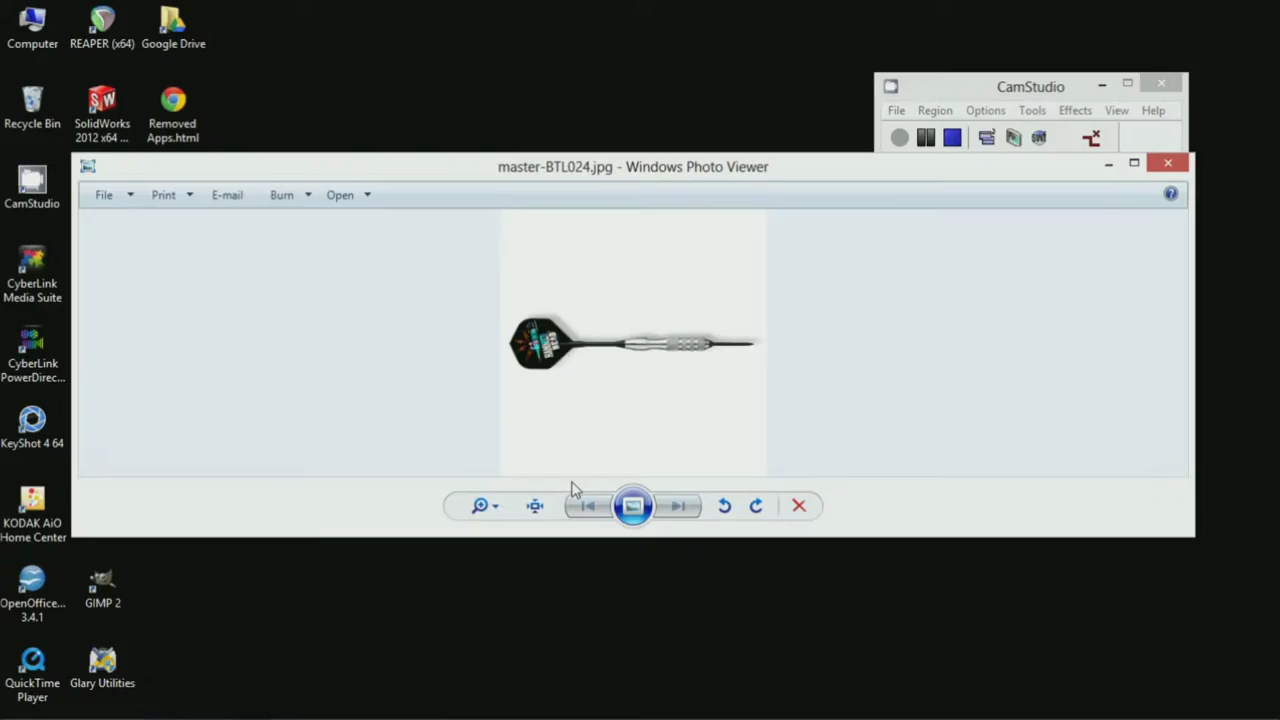 Computer
REAPER (x64)
Google Drive
Recycle Bin
SolidWorks
2012 x64 ...
Removed
Apps.html
CamStudio
CyberLink
Media Suite
CyberLink
PowerDirec...
KeyShot 4 64
KODAK AiO
Home Center
OpenOffice...
3.4.1
GIMP 2
QuickTime
Player
Glary Utilities
CamStudio
File Region Options Tools Effects View Help
master-BTL024.jpg - Windows Photo Viewer
File Print E-mail Burn Open